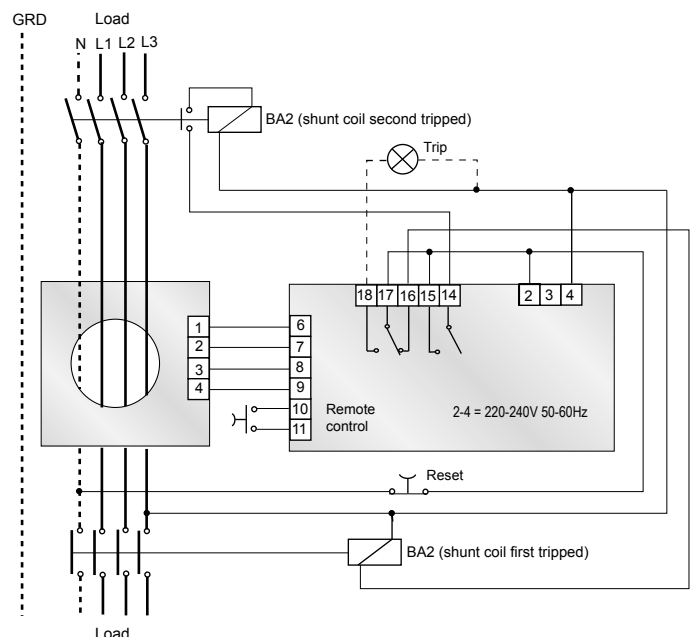 GRD
Load
N L1 L2 L3
BA2 (shunt coil second tripped)
Trip
18 17 16 15 14
2 3 4
1
2
3
4
6
7
8
9
10
11
Remote
control
2-4 = 220-240V 50-60Hz
Reset
BA2 (shunt coil first tripped)
Load